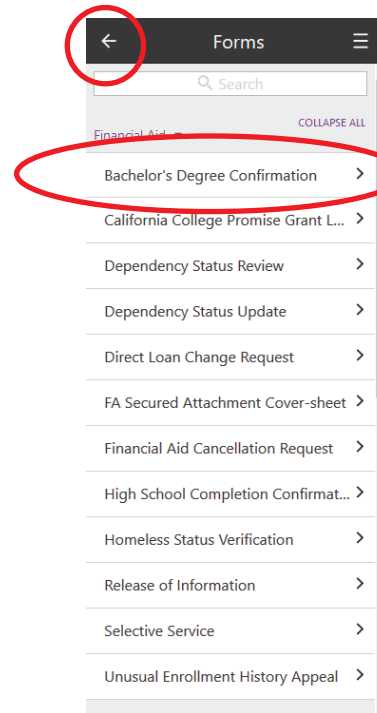 Forms
Search
COLLAPSE ALL
Financial Aid
Bachelor's Degree Confirmation
California College Promise Grant L...
Dependency Status Review
Dependency Status Update
Direct Loan Change Request
FA Secured Attachment Cover-sheet
Financial Aid Cancellation Request
High School Completion Confirmat...
Homeless Status Verification
Release of Information
Selective Service
Unusual Enrollment History Appeal